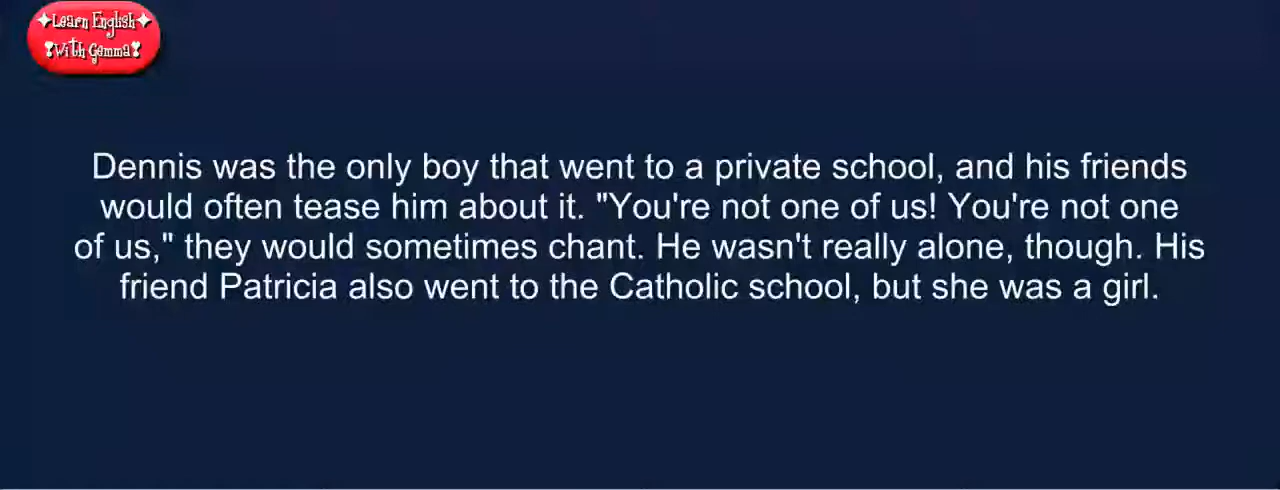 ✦Learn English✦
❣With Gemma❣
Dennis was the only boy that went to a private school, and his friends
would often tease him about it. "You're not one of us! You're not one
of us," they would sometimes chant. He wasn't really alone, though. His
friend Patricia also went to the Catholic school, but she was a girl.